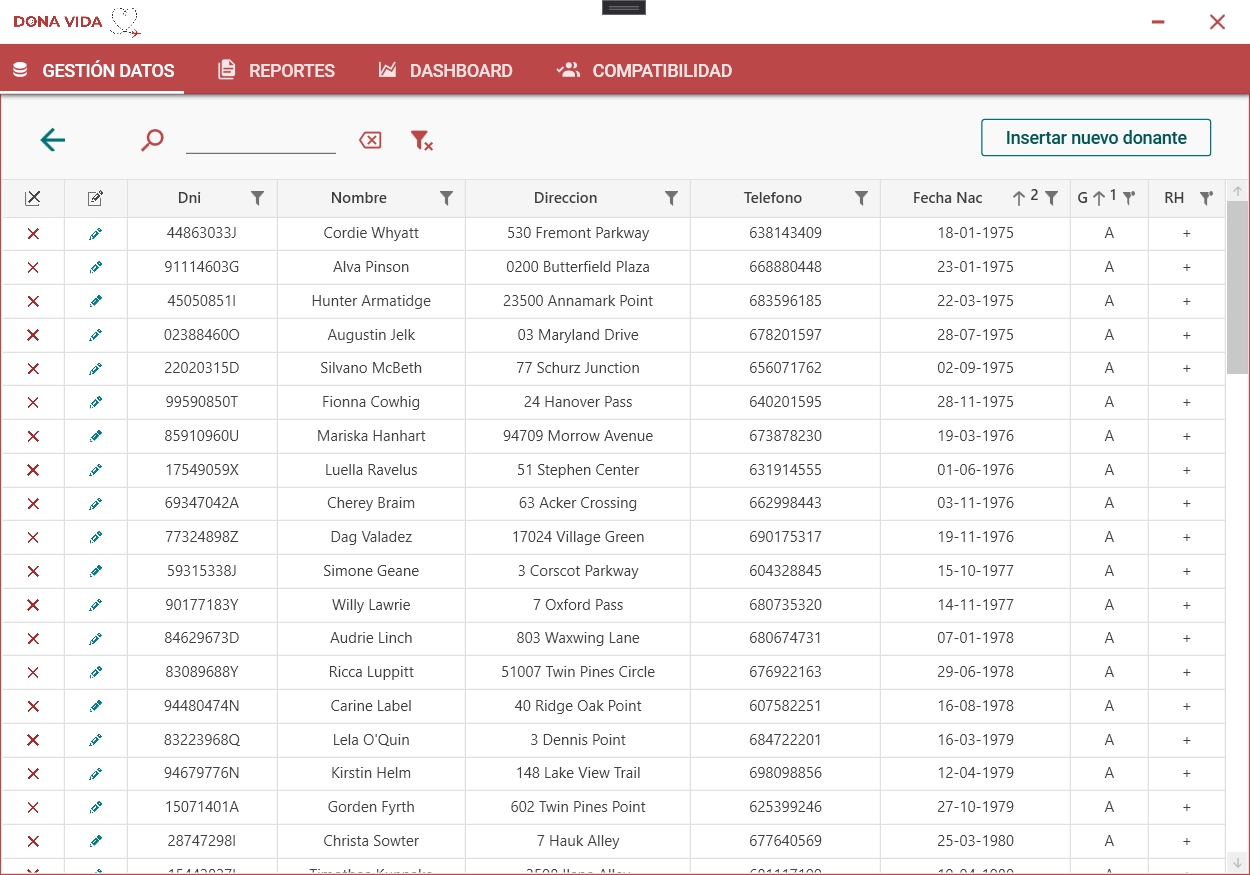 DONA VIDA
GESTIÓN DATOS REPORTES DASHBOARD COMPATIBILIDAD
Insertar nuevo donante
Dni Nombre Direccion Telefono Fecha Nac 2 G 1 RH
44863033J Cordie Whyatt 530 Fremont Parkway 638143409 18-01-1975 A +
91114603G Alva Pinson 0200 Butterfield Plaza 668880448 23-01-1975 A +
45050851I Hunter Armatidge 23500 Annamark Point 683596185 22-03-1975 A +
02388460O Augustin Jelk 03 Maryland Drive 678201597 28-07-1975 A +
22020315D Silvano McBeth 77 Schurz Junction 656071762 02-09-1975 A +
99590850T Fionna Cowhig 24 Hanover Pass 640201595 28-11-1975 A +
85910960U Mariska Hanhart 94709 Morrow Avenue 673878230 19-03-1976 A +
17549059X Luella Ravelus 51 Stephen Center 631914555 01-06-1976 A +
69347042A Cherey Braim 63 Acker Crossing 662998443 03-11-1976 A +
77324898Z Dag Valadez 17024 Village Green 690175317 19-11-1976 A +
59315338J Simone Geane 3 Corscot Parkway 604328845 15-10-1977 A +
90177183Y Willy Lawrie 7 Oxford Pass 680735320 14-11-1977 A +
84629673D Audrie Linch 803 Waxwing Lane 680674731 07-01-1978 A +
83089688Y Ricca Luppitt 51007 Twin Pines Circle 676922163 29-06-1978 A +
94480474N Carine Label 40 Ridge Oak Point 607582251 16-08-1978 A +
83223968Q Lela O'Quin 3 Dennis Point 684722201 16-03-1979 A +
94679776N Kirstin Helm 148 Lake View Trail 698098856 12-04-1979 A +
15071401A Gorden Fyrth 602 Twin Pines Point 625399246 27-10-1979 A +
28747298I Christa Sowter 7 Hauk Alley 677640569 25-03-1980 A +